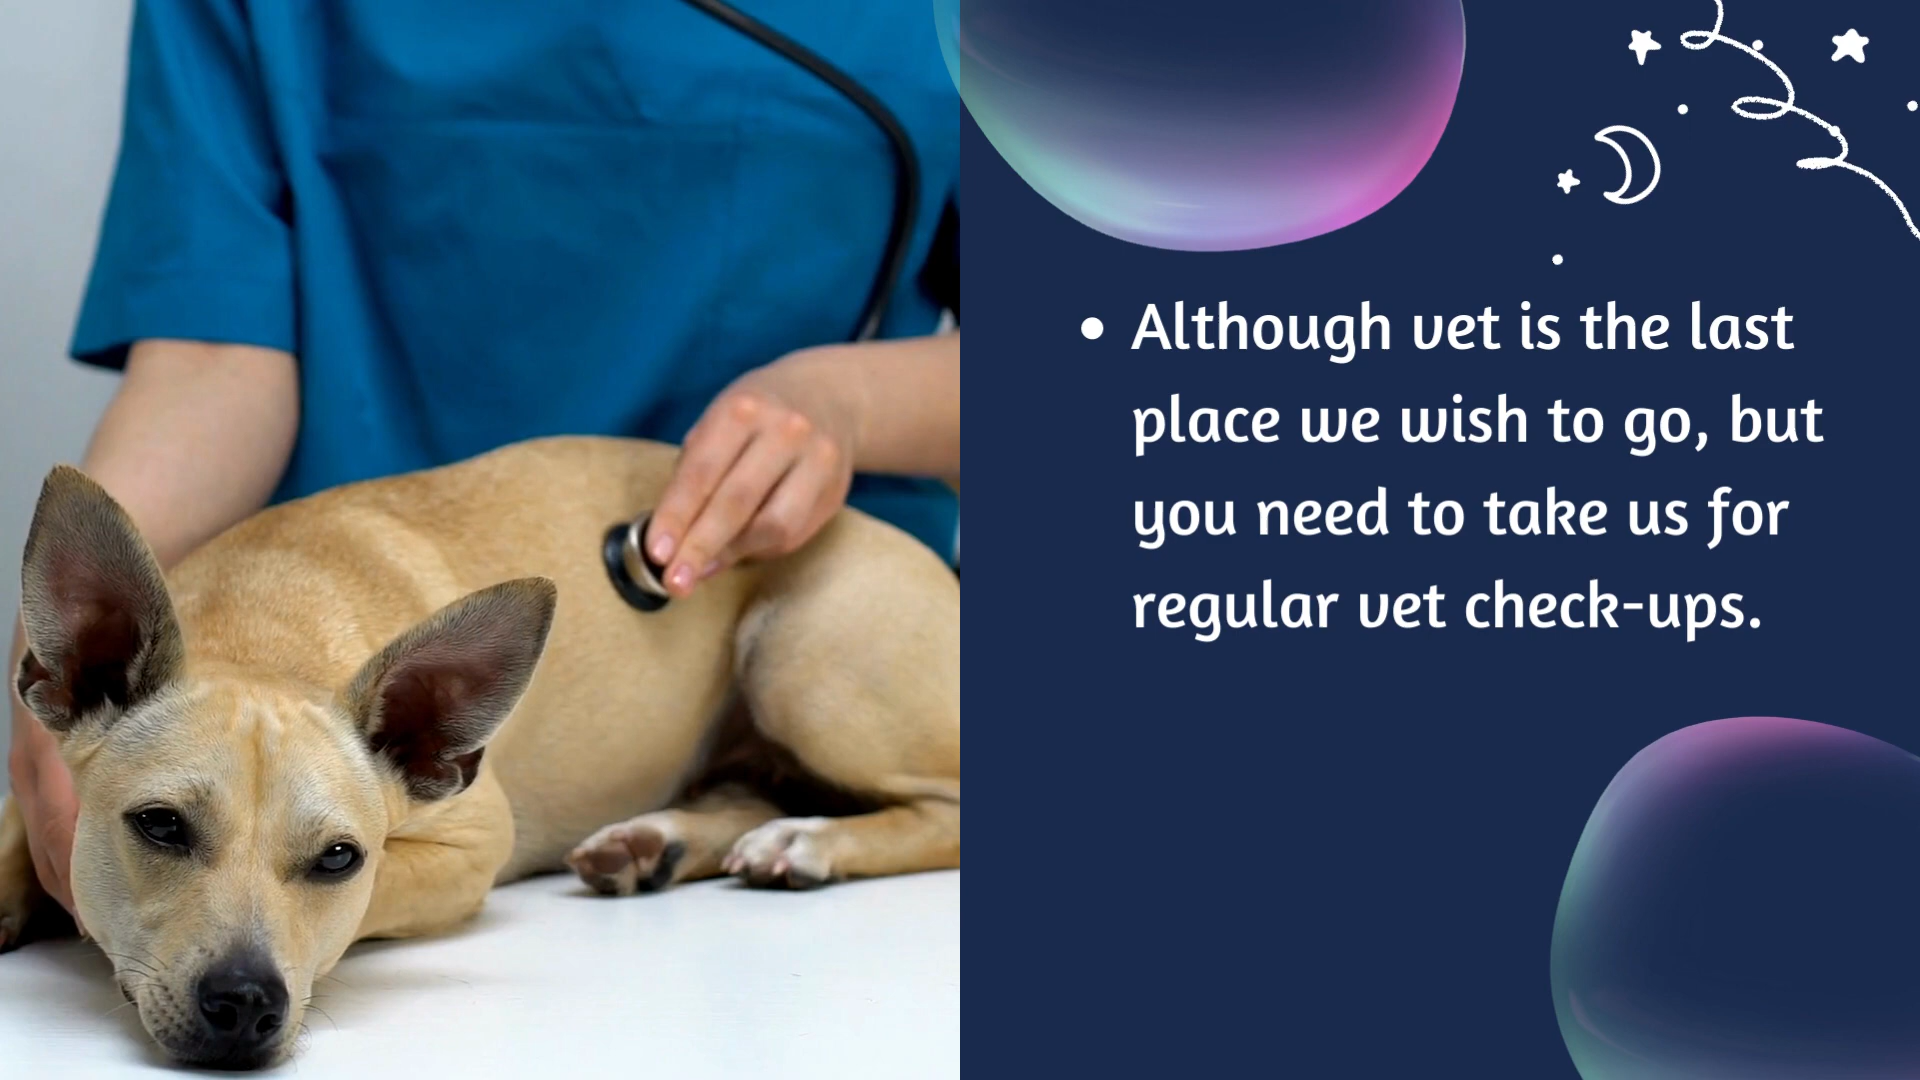 • Although vet is the last
place we wish to go, but
you need to take us for
regular vet check-ups.